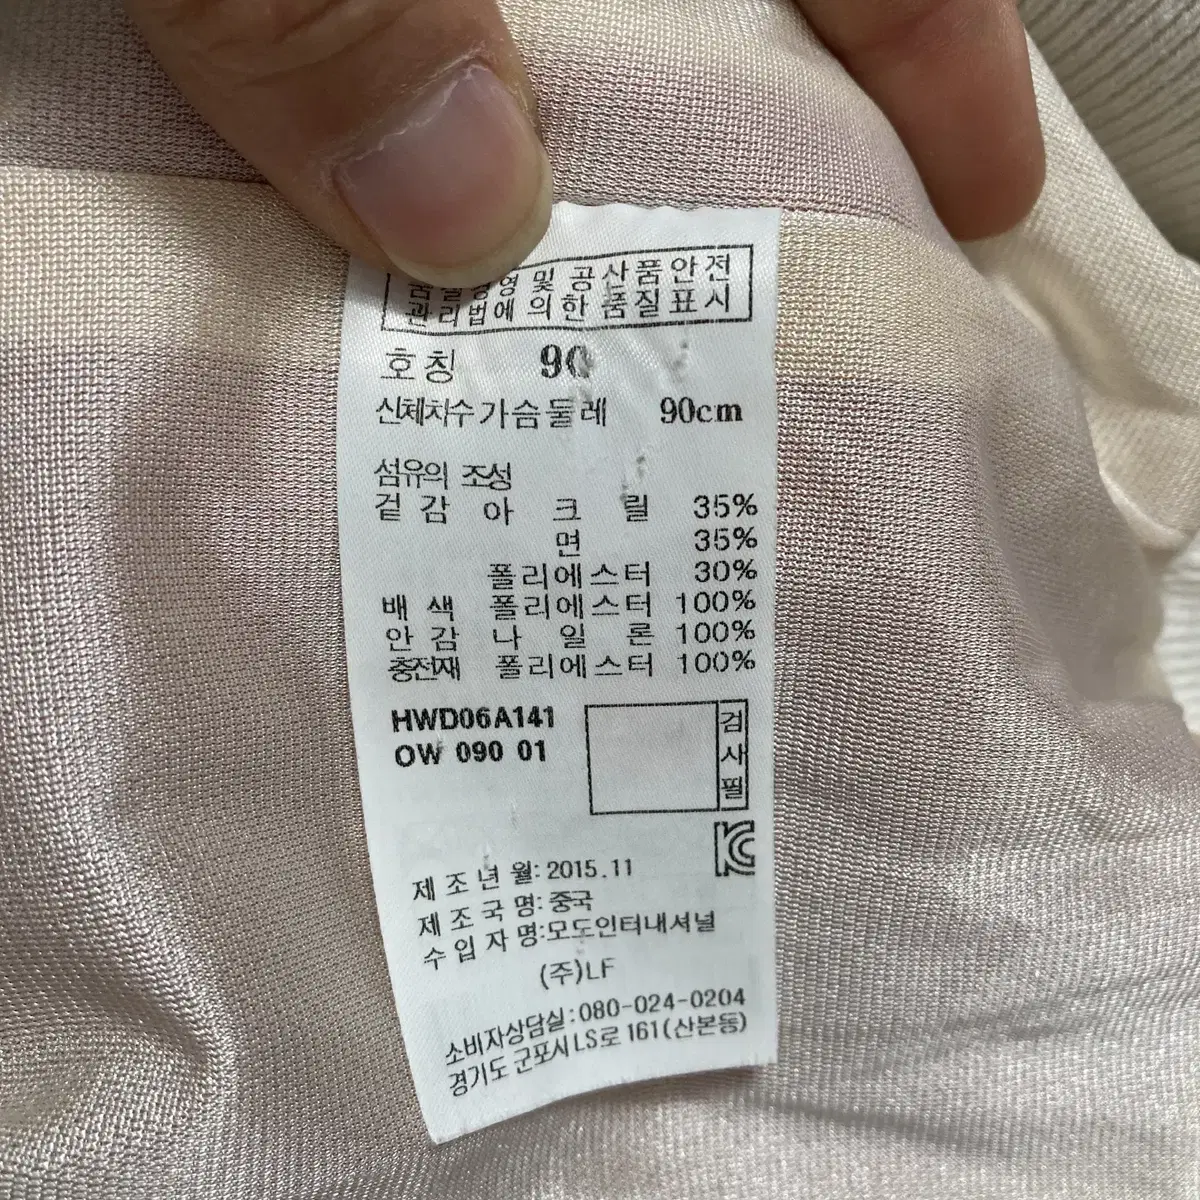 및 공산품안전
관리법에 의한 품질표시
호칭 90
신체치수 가슴둘레 90cm
섬유의 조성
겉감 아크릴 35%
면 35%
폴리에스터 30%
배색 폴리에스터 100%
안감 나일론 100%
충전재 폴리에스터 100%
HWD06A141
OW 090 01
검사필
KC
제조년월: 2015.11
제조국명: 중국
수입자명:모도인터내셔널
(주)LF
소비자상담실:080-024-0204
경기도 군포시 LS로 161(산본동)